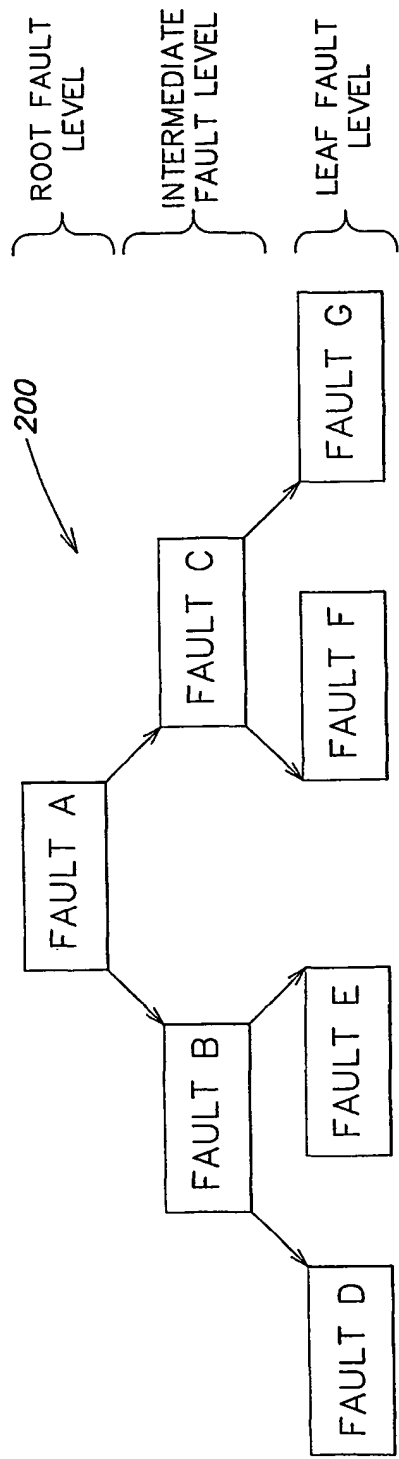 200
FAULT A
ROOT FAULT
LEVEL
FAULT B
FAULT C
INTERMEDIATE
FAULT LEVEL
FAULT D
FAULT E
FAULT F
FAULT G
LEAF FAULT
LEVEL